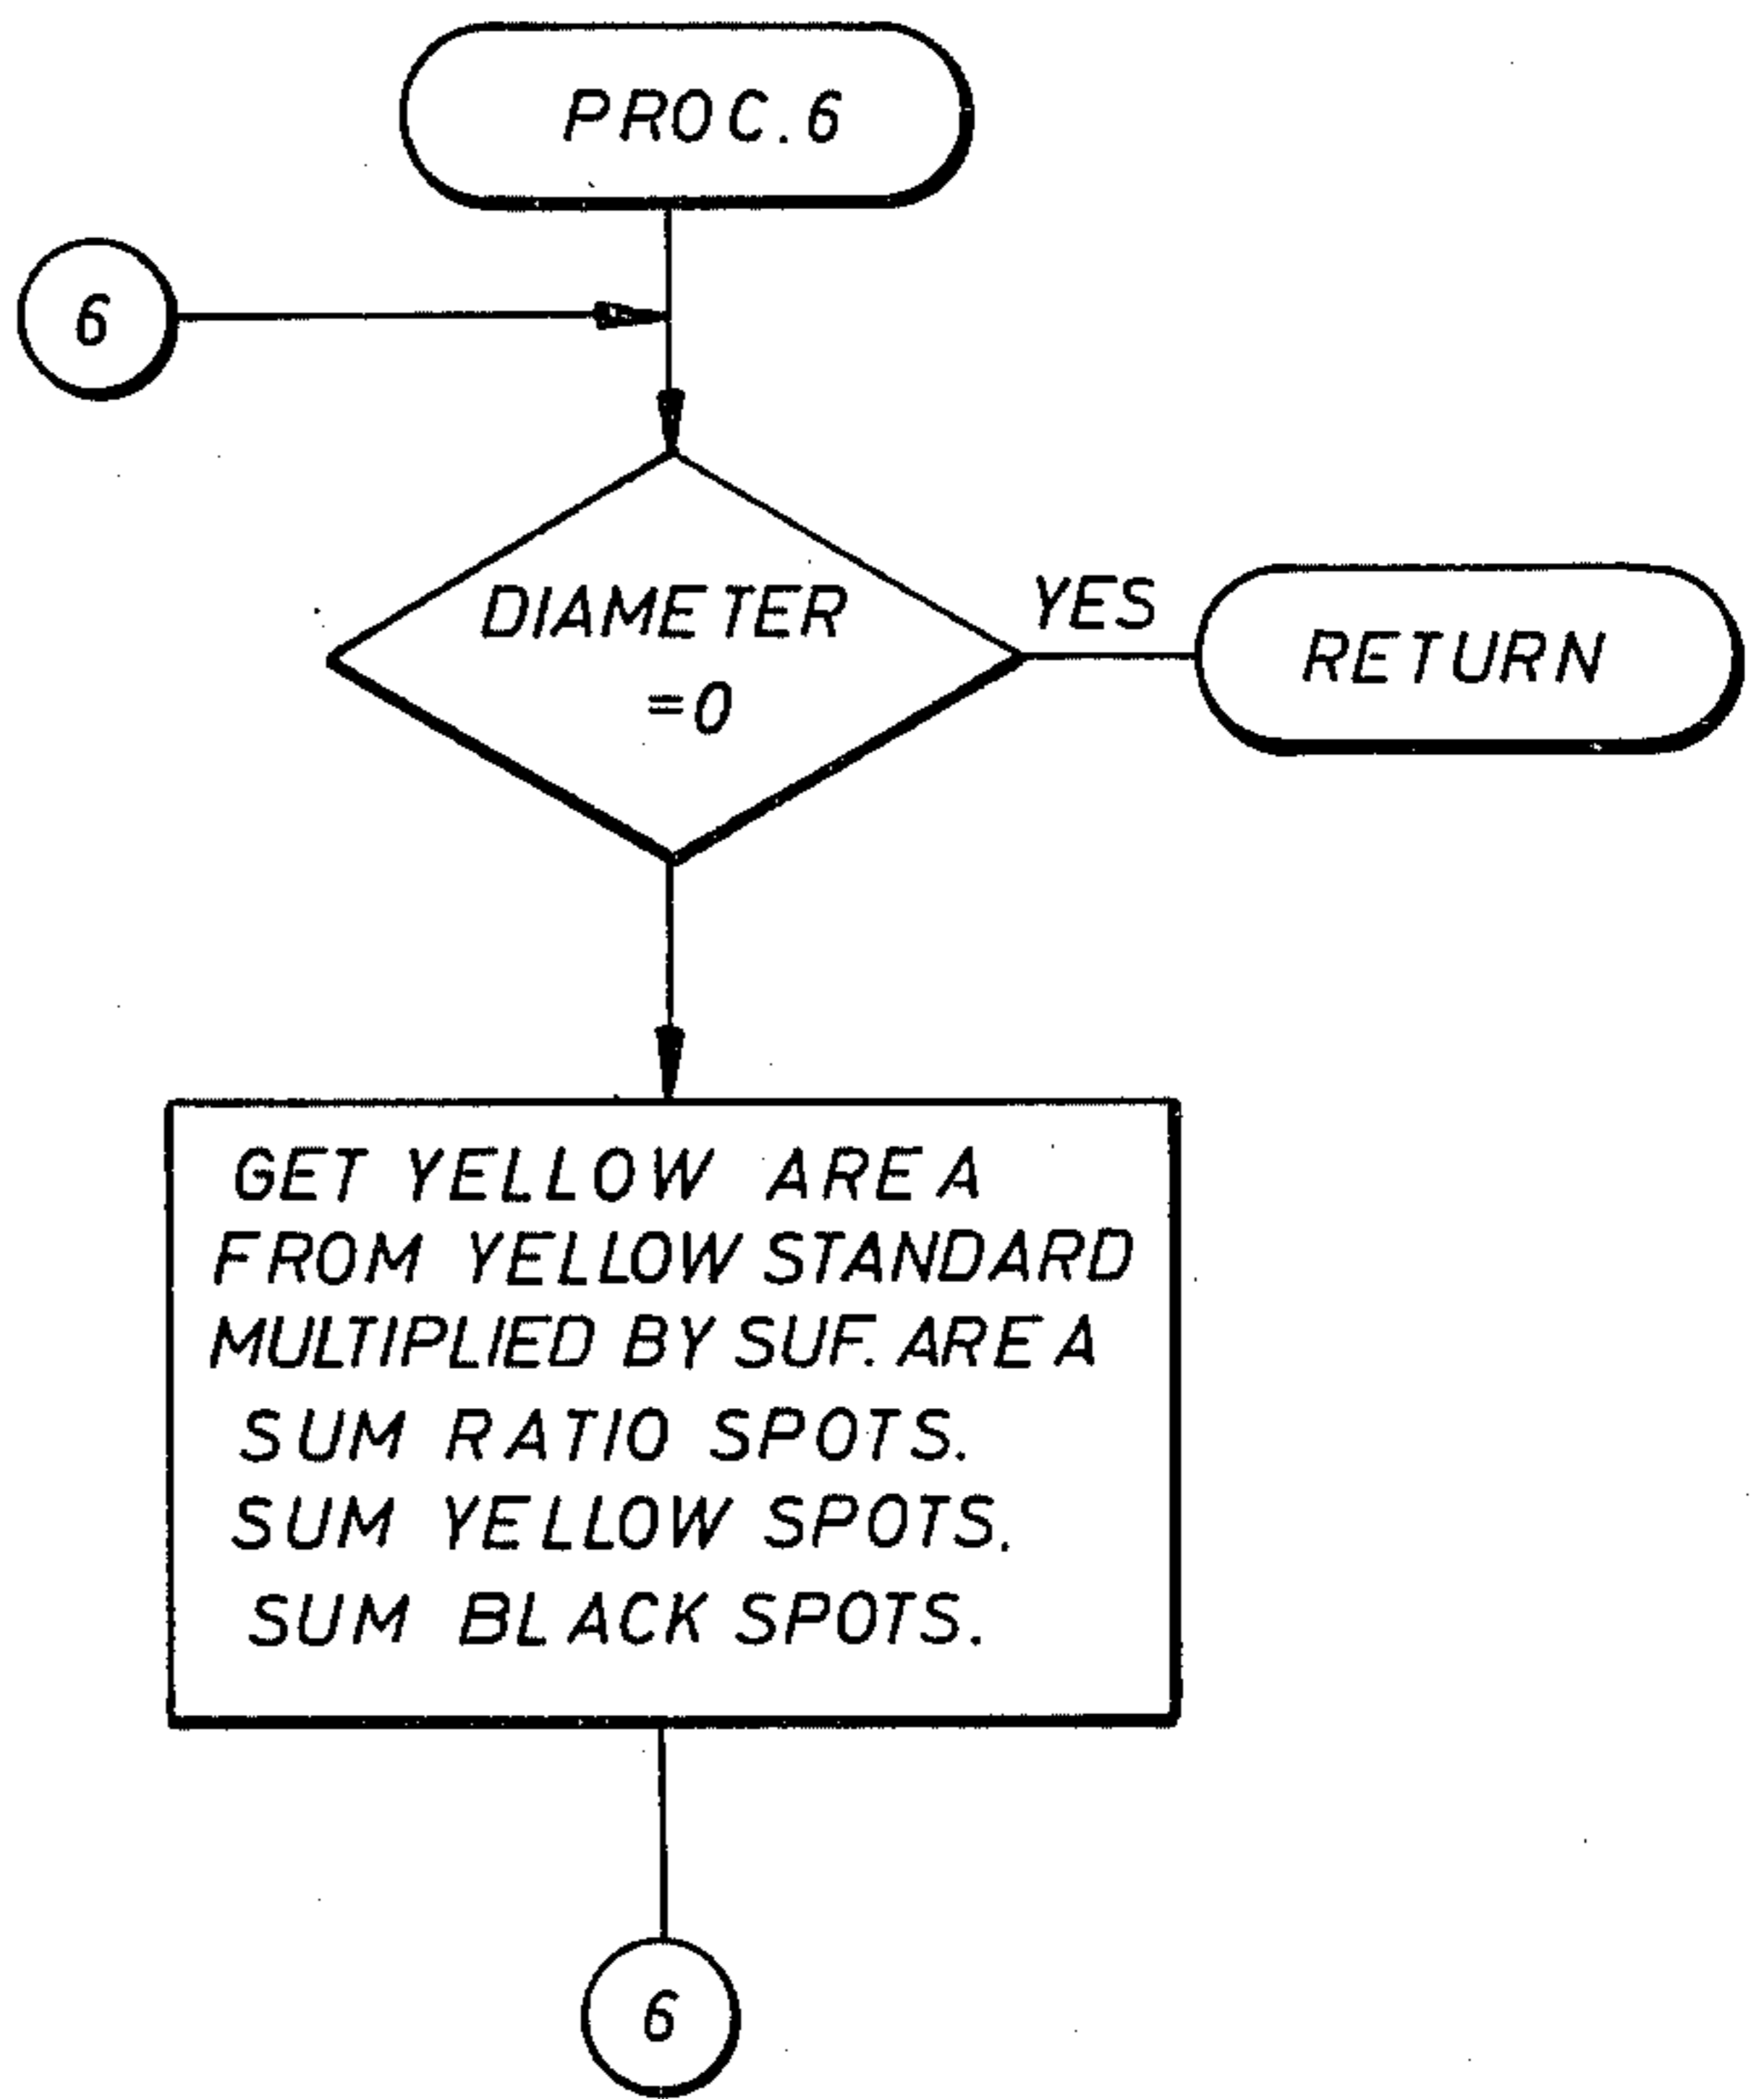 PROC.6
6
DIAMETER
=0
YES
RETURN
GET YELLOW AREA
FROM YELLOW STANDARD
MULTIPLIED BY SUF. AREA
SUM RATIO SPOTS.
SUM YELLOW SPOTS.
SUM BLACK SPOTS.
6